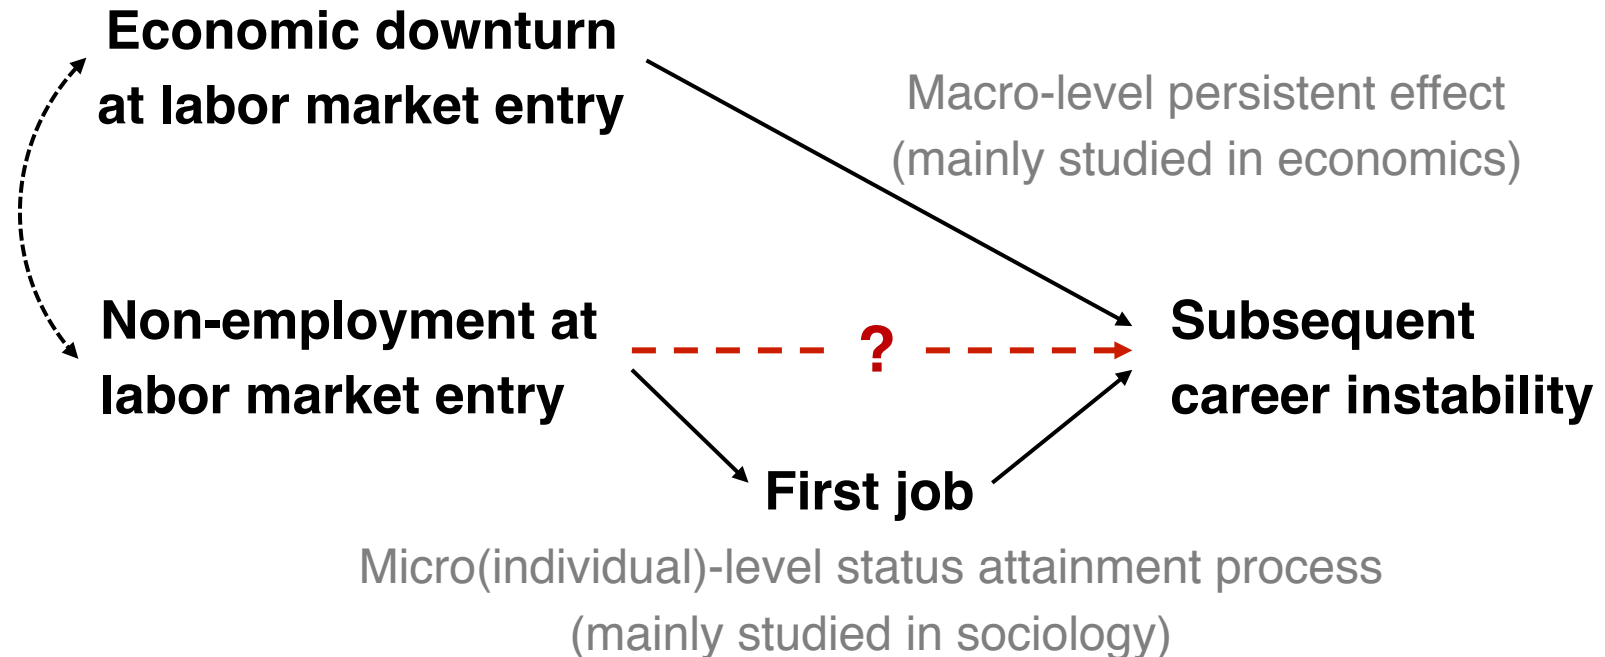 Economic downturn
at labor market entry
Macro-level persistent effect
(mainly studied in economics)
Non-employment at
labor market entry
?
Subsequent
career instability
First job
Micro(individual)-level status attainment process
(mainly studied in sociology)